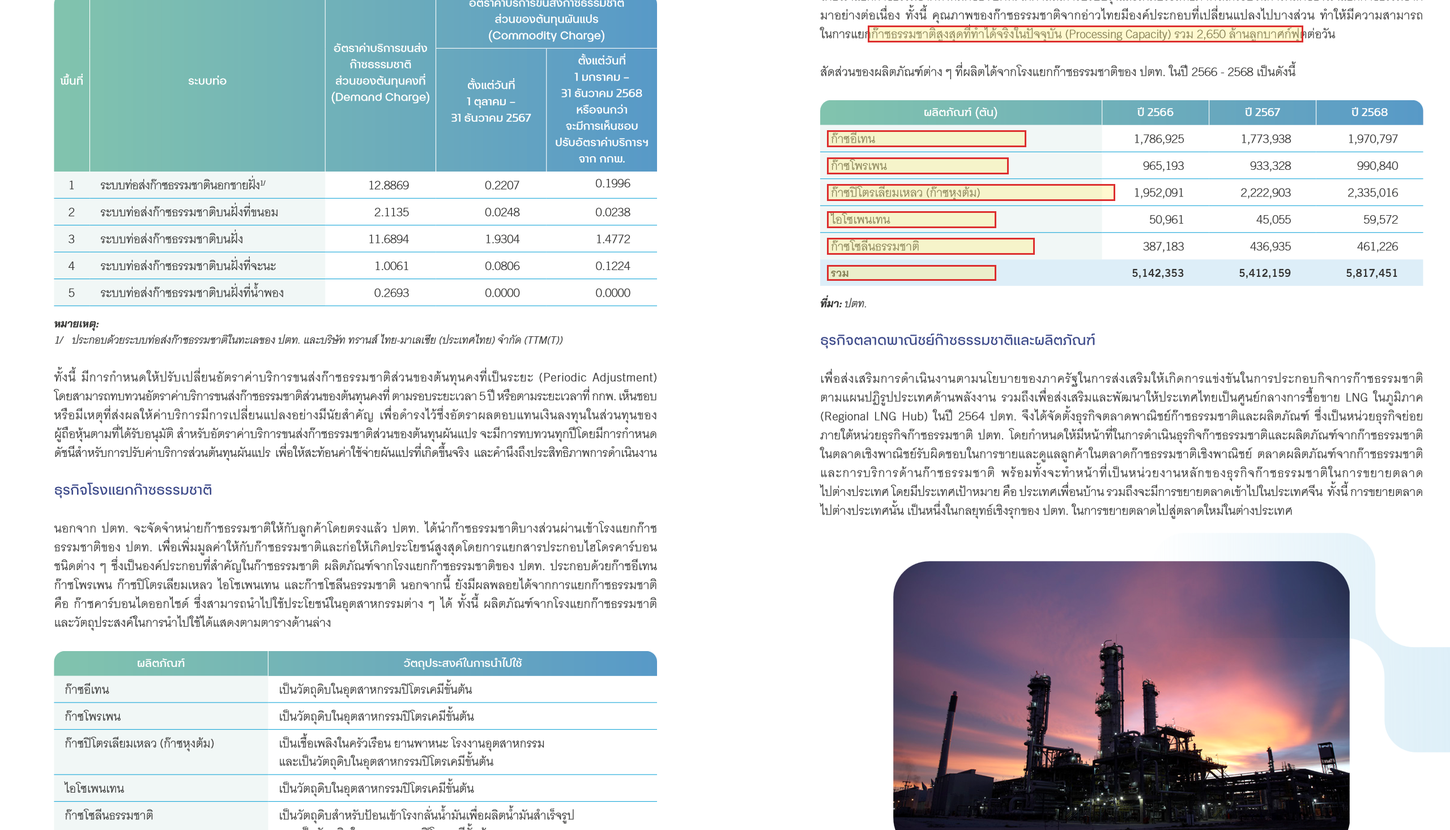 อัตราค่าบริการขนส่งก๊าซธรรมชาติ
ส่วนของต้นทุนผันแปร
(Commodity Charge)
พื้นที่
ระบบท่อ
อัตราค่าบริการขนส่ง
ก๊าซธรรมชาติ
ส่วนของต้นทุนคงที่
(Demand Charge)
ตั้งแต่วันที่
1 ตุลาคม –
31 ธันวาคม 2567
ตั้งแต่วันที่
1 มกราคม –
31 ธันวาคม 2568
หรือจนกว่า
จะมีการเห็นชอบ
ปรับอัตราค่าบริการฯ
จาก กกพ.
1 ระบบท่อส่งก๊าซธรรมชาตินอกชายฝั่ง1/ 12.8869 0.2207 0.1996
2 ระบบท่อส่งก๊าซธรรมชาติบนฝั่งที่ขนอม 2.1135 0.0248 0.0238
3 ระบบท่อส่งก๊าซธรรมชาติบนฝั่ง 11.6894 1.9304 1.4772
4 ระบบท่อส่งก๊าซธรรมชาติบนฝั่งที่จะนะ 1.0061 0.0806 0.1224
5 ระบบท่อส่งก๊าซธรรมชาติบนฝั่งที่น้ำพอง 0.2693 0.0000 0.0000
หมายเหตุ:
1/ ประกอบด้วยระบบท่อส่งก๊าซธรรมชาติในทะเลของ ปตท. และบริษัท ทรานส์ ไทย-มาเลเซีย (ประเทศไทย) จำกัด (TTM(T))
ทั้งนี้ มีการกำหนดให้ปรับเปลี่ยนอัตราค่าบริการขนส่งก๊าซธรรมชาติส่วนของต้นทุนคงที่เป็นระยะ (Periodic Adjustment)
โดยสามารถทบทวนอัตราค่าบริการขนส่งก๊าซธรรมชาติส่วนของต้นทุนคงที่ ตามรอบระยะเวลา 5 ปี หรือตามระยะเวลาที่ กกพ. เห็นชอบ
หรือมีเหตุที่ส่งผลให้ค่าบริการมีการเปลี่ยนแปลงอย่างมีนัยสำคัญ เพื่อดำรงไว้ซึ่งอัตราผลตอบแทนเงินลงทุนในส่วนทุนของ
ผู้ถือหุ้นตามที่ได้รับอนุมัติ สำหรับอัตราค่าบริการขนส่งก๊าซธรรมชาติส่วนของต้นทุนผันแปร จะมีการทบทวนทุกปีโดยมีการกำหนด
ดัชนีสำหรับการปรับค่าบริการส่วนต้นทุนผันแปร เพื่อให้สะท้อนค่าใช้จ่ายผันแปรที่เกิดขึ้นจริง และคำนึงถึงประสิทธิภาพการดำเนินงาน
ธุรกิจโรงแยกก๊าซธรรมชาติ
นอกจาก ปตท. จะจัดจำหน่ายก๊าซธรรมชาติให้กับลูกค้าโดยตรงแล้ว ปตท. ได้นำก๊าซธรรมชาติบางส่วนผ่านเข้าโรงแยกก๊าซ
ธรรมชาติของ ปตท. เพื่อเพิ่มมูลค่าให้กับก๊าซธรรมชาติและก่อให้เกิดประโยชน์สูงสุดโดยการแยกสารประกอบไฮโดรคาร์บอน
ชนิดต่าง ๆ ซึ่งเป็นองค์ประกอบที่สำคัญในก๊าซธรรมชาติ ผลิตภัณฑ์จากโรงแยกก๊าซธรรมชาติของ ปตท. ประกอบด้วยก๊าซอีเทน
ก๊าซโพรเพน ก๊าซปิโตรเลียมเหลว ไอโซเพนเทน และก๊าซโซลีนธรรมชาติ นอกจากนี้ ยังมีผลพลอยได้จากการแยกก๊าซธรรมชาติ
คือ ก๊าซคาร์บอนไดออกไซด์ ซึ่งสามารถนำไปใช้ประโยชน์ในอุตสาหกรรมต่าง ๆ ได้ ทั้งนี้ ผลิตภัณฑ์จากโรงแยกก๊าซธรรมชาติ
และวัตถุประสงค์ในการนำไปใช้ได้แสดงตามตารางด้านล่าง
ผลิตภัณฑ์ วัตถุประสงค์ในการนำไปใช้
ก๊าซอีเทน เป็นวัตถุดิบในอุตสาหกรรมปิโตรเคมีขั้นต้น
ก๊าซโพรเพน เป็นวัตถุดิบในอุตสาหกรรมปิโตรเคมีขั้นต้น
ก๊าซปิโตรเลียมเหลว (ก๊าซหุงต้ม) เป็นเชื้อเพลิงในครัวเรือน ยานพาหนะ โรงงานอุตสาหกรรม
และเป็นวัตถุดิบในอุตสาหกรรมปิโตรเคมีขั้นต้น
ไอโซเพนเทน เป็นวัตถุดิบในอุตสาหกรรมปิโตรเคมีขั้นต้น
ก๊าซโซลีนธรรมชาติ เป็นวัตถุดิบสำหรับป้อนเข้าโรงกลั่นน้ำมันเพื่อผลิตน้ำมันสำเร็จรูป
มาอย่างต่อเนื่อง ทั้งนี้ คุณภาพของก๊าซธรรมชาติจากอ่าวไทยมีองค์ประกอบที่เปลี่ยนแปลงไปบางส่วน ทำให้มีความสามารถ
ในการแยกก๊าซธรรมชาติสูงสุดที่ทำได้จริงในปัจจุบัน (Processing Capacity) รวม 2,650 ล้านลูกบาศก์ฟุตต่อวัน
สัดส่วนของผลิตภัณฑ์ต่าง ๆ ที่ผลิตได้จากโรงแยกก๊าซธรรมชาติของ ปตท. ในปี 2566 - 2568 เป็นดังนี้
ผลิตภัณฑ์ (ตัน) ปี 2566 ปี 2567 ปี 2568
ก๊าซอีเทน 1,786,925 1,773,938 1,970,797
ก๊าซโพรเพน 965,193 933,328 990,840
ก๊าซปิโตรเลียมเหลว (ก๊าซหุงต้ม) 1,952,091 2,222,903 2,335,016
ไอโซเพนเทน 50,961 45,055 59,572
ก๊าซโซลีนธรรมชาติ 387,183 436,935 461,226
รวม 5,142,353 5,412,159 5,817,451
ที่มา: ปตท.
ธุรกิจตลาดพาณิชย์ก๊าซธรรมชาติและผลิตภัณฑ์
เพื่อส่งเสริมการดำเนินงานตามนโยบายของภาครัฐในการส่งเสริมให้เกิดการแข่งขันในการประกอบกิจการก๊าซธรรมชาติ
ตามแผนปฏิรูปประเทศด้านพลังงาน รวมถึงเพื่อส่งเสริมและพัฒนาให้ประเทศไทยเป็นศูนย์กลางการซื้อขาย LNG ในภูมิภาค
(Regional LNG Hub) ในปี 2564 ปตท. จึงได้จัดตั้งธุรกิจตลาดพาณิชย์ก๊าซธรรมชาติและผลิตภัณฑ์ ซึ่งเป็นหน่วยธุรกิจย่อย
ภายใต้หน่วยธุรกิจก๊าซธรรมชาติ ปตท. โดยกำหนดให้มีหน้าที่ในการดำเนินธุรกิจก๊าซธรรมชาติและผลิตภัณฑ์จากก๊าซธรรมชาติ
ในตลาดเชิงพาณิชย์รับผิดชอบในการขายและดูแลลูกค้าในตลาดก๊าซธรรมชาติเชิงพาณิชย์ ตลาดผลิตภัณฑ์จากก๊าซธรรมชาติ
และการบริการด้านก๊าซธรรมชาติ พร้อมทั้งจะทำหน้าที่เป็นหน่วยงานหลักของธุรกิจก๊าซธรรมชาติในการขยายตลาด
ไปต่างประเทศ โดยมีประเทศเป้าหมาย คือ ประเทศเพื่อนบ้าน รวมถึงจะมีการขยายตลาดเข้าไปในประเทศจีน ทั้งนี้ การขยายตลาด
ไปต่างประเทศนั้น เป็นหนึ่งในกลยุทธ์เชิงรุกของ ปตท. ในการขยายตลาดไปสู่ตลาดใหม่ในต่างประเทศ